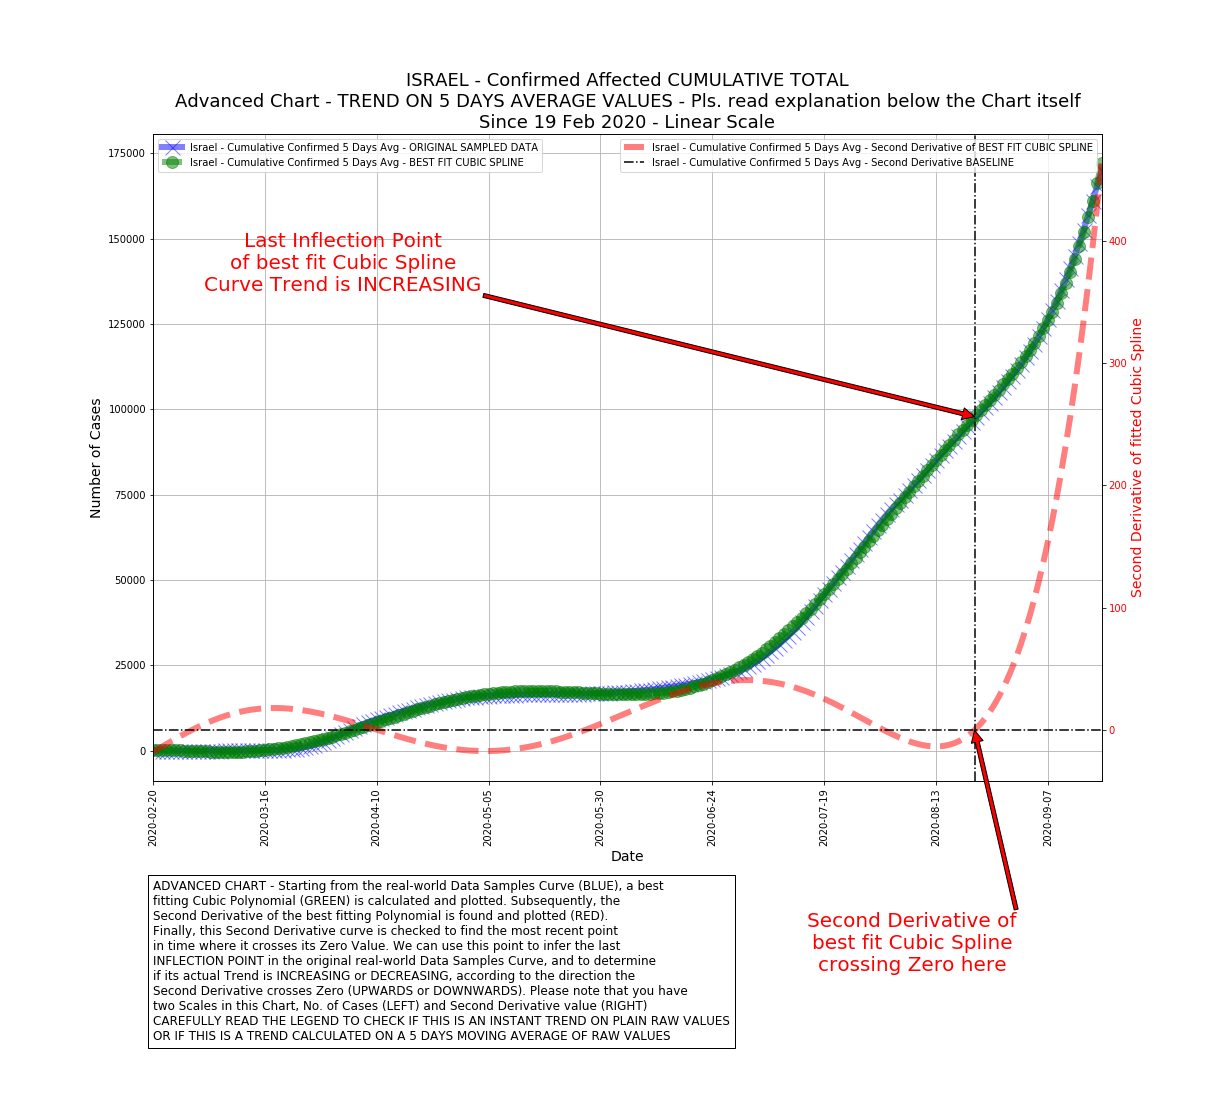 ISRAEL - Confirmed Affected CUMULATIVE TOTAL
Advanced Chart - TREND ON 5 DAYS AVERAGE VALUES - Pls. read explanation below the Chart itself
Since 19 Feb 2020 - Linear Scale
Israel - Cumulative Confirmed 5 Days Avg - ORIGINAL SAMPLED DATA
Israel - Cumulative Confirmed 5 Days Avg - BEST FIT CUBIC SPLINE
Israel - Cumulative Confirmed 5 Days Avg - Second Derivative of BEST FIT CUBIC SPLINE
Israel - Cumulative Confirmed 5 Days Avg - Second Derivative BASELINE
Last Inflection Point
of best fit Cubic Spline
Curve Trend is INCREASING
Number of Cases
175000
150000
125000
100000
75000
50000
25000
0
400
300
200
100
0
Second Derivative of fitted Cubic Spline
2020-02-20
2020-03-16
2020-04-10
2020-05-05
2020-05-30
2020-06-24
2020-07-19
2020-08-13
2020-09-07
Date
ADVANCED CHART - Starting from the real-world Data Samples Curve (BLUE), a best
fitting Cubic Polynomial (GREEN) is calculated and plotted. Subsequently, the
Second Derivative of the best fitting Polynomial is found and plotted (RED).
Finally, this Second Derivative curve is checked to find the most recent point
in time where it crosses its Zero Value. We can use this point to infer the last
INFLECTION POINT in the original real-world Data Samples Curve, and to determine
if its actual Trend is INCREASING or DECREASING, according to the direction the
Second Derivative crosses Zero (UPWARDS or DOWNWARDS). Please note that you have
two Scales in this Chart, No. of Cases (LEFT) and Second Derivative value (RIGHT)
CAREFULLY READ THE LEGEND TO CHECK IF THIS IS AN INSTANT TREND ON PLAIN RAW VALUES
OR IF THIS IS A TREND CALCULATED ON A 5 DAYS MOVING AVERAGE OF RAW VALUES
Second Derivative of
best fit Cubic Spline
crossing Zero here